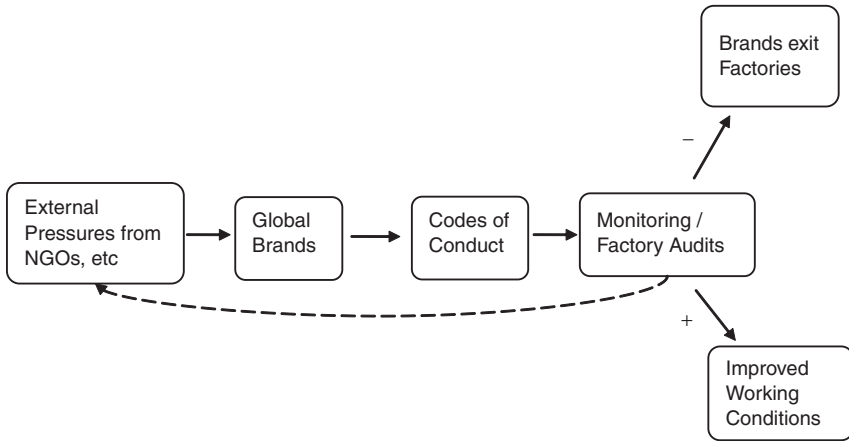 Brands exit
Factories
−
External
Pressures from
NGOs, etc
Global
Brands
Codes of
Conduct
Monitoring /
Factory Audits
+
Improved
Working
Conditions